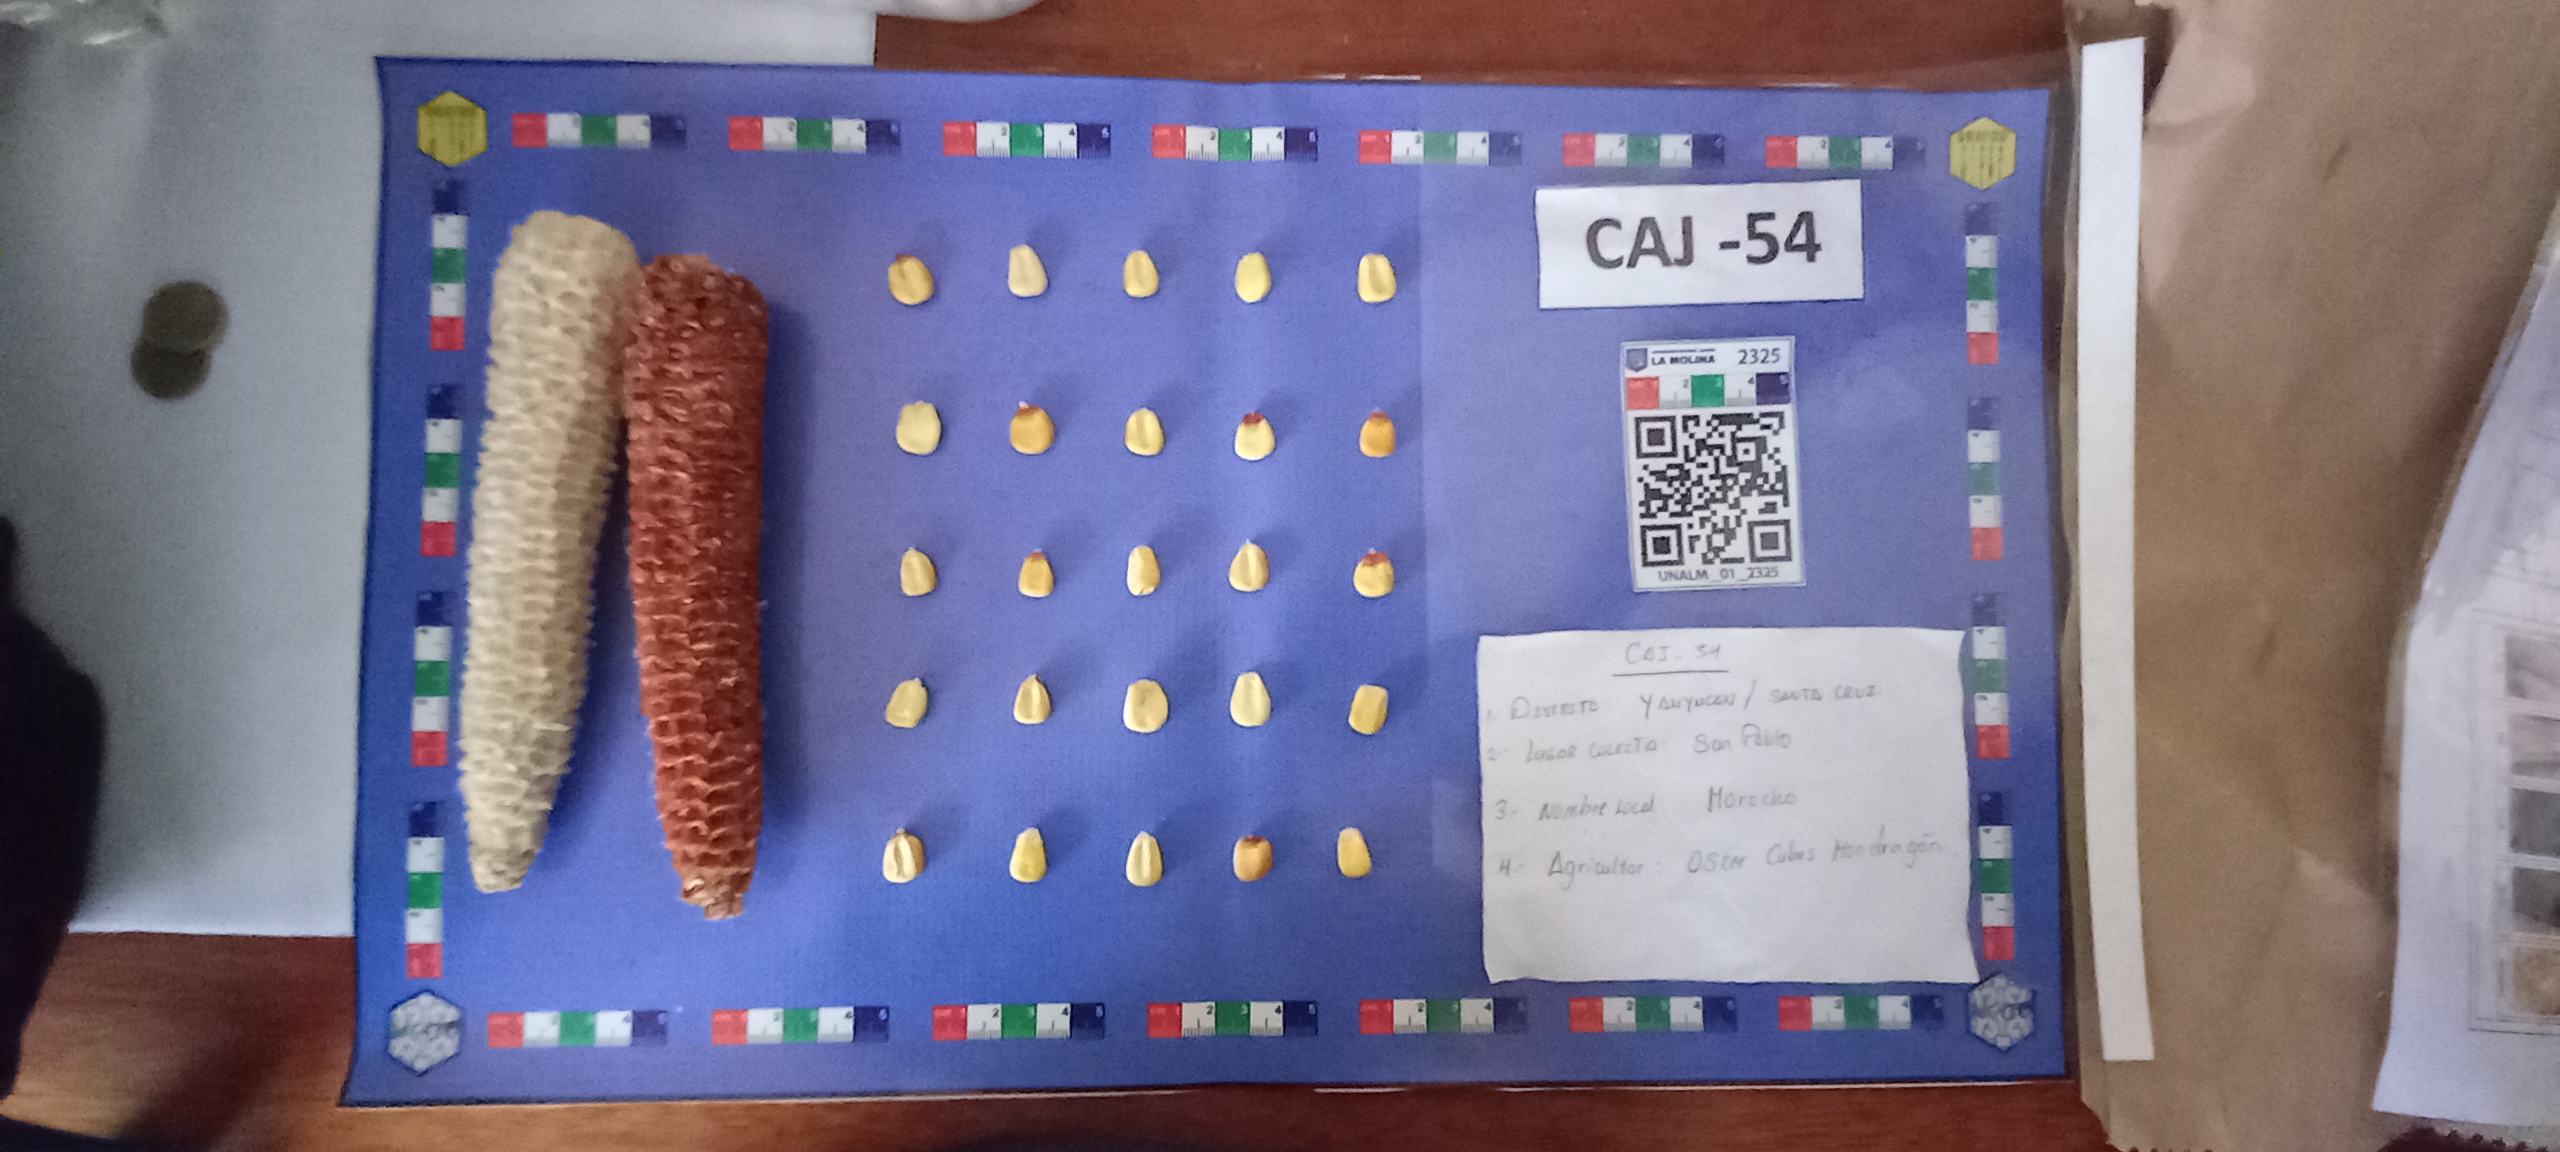 CAJ -54
LA MOLINA 2325
UNALM_01_2325
CAJ - 54
1. DISTRITO: YAUYUCAN / SANTA CRUZ
2- LUGAR COLECTA: San Pablo
3- Nombre Local: Morocho
4- Agricultor: Oscar Cubas Mondragón